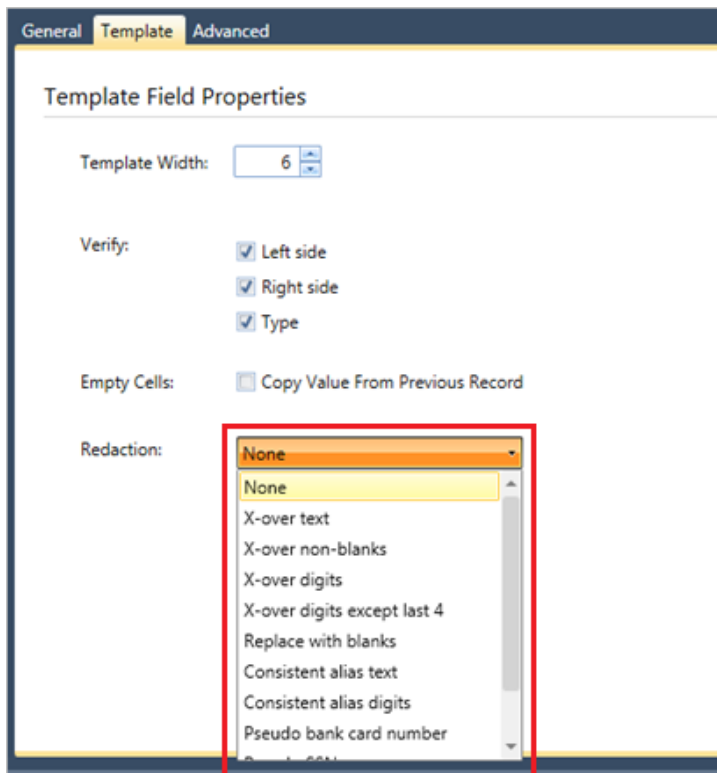 General Template Advanced
Template Field Properties
Template Width: 6
Verify: Left side
Right side
Type
Empty Cells: Copy Value From Previous Record
Redaction: None
None
X-over text
X-over non-blanks
X-over digits
X-over digits except last 4
Replace with blanks
Consistent alias text
Consistent alias digits
Pseudo bank card number